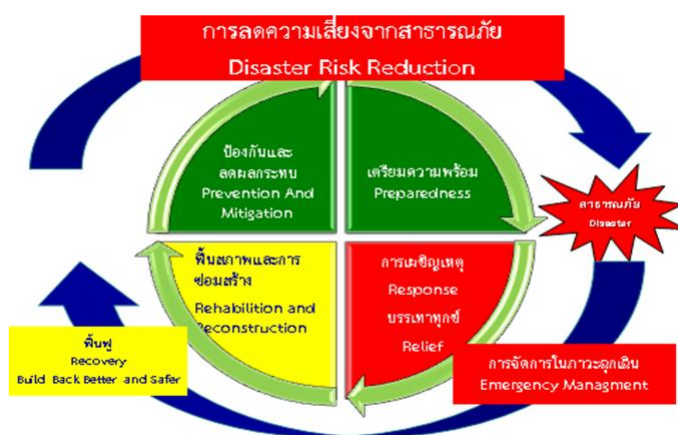 การลดความเสี่ยงจากสาธารณภัย
Disaster Risk Reduction
ป้องกันและ
ลดผลกระทบ
Prevention And
Mitigation
เตรียมความพร้อม
Preparedness
สาธารณภัย
Disaster
ฟื้นสภาพและการ
ซ่อมสร้าง
Rehabilition and
Reconstruction
การเผชิญเหตุ
Response
บรรเทาทุกข์
Relief
ฟื้นฟู
Recovery
Build Back Better and Safer
การจัดการในภาวะฉุกเฉิน
Emergency Managment